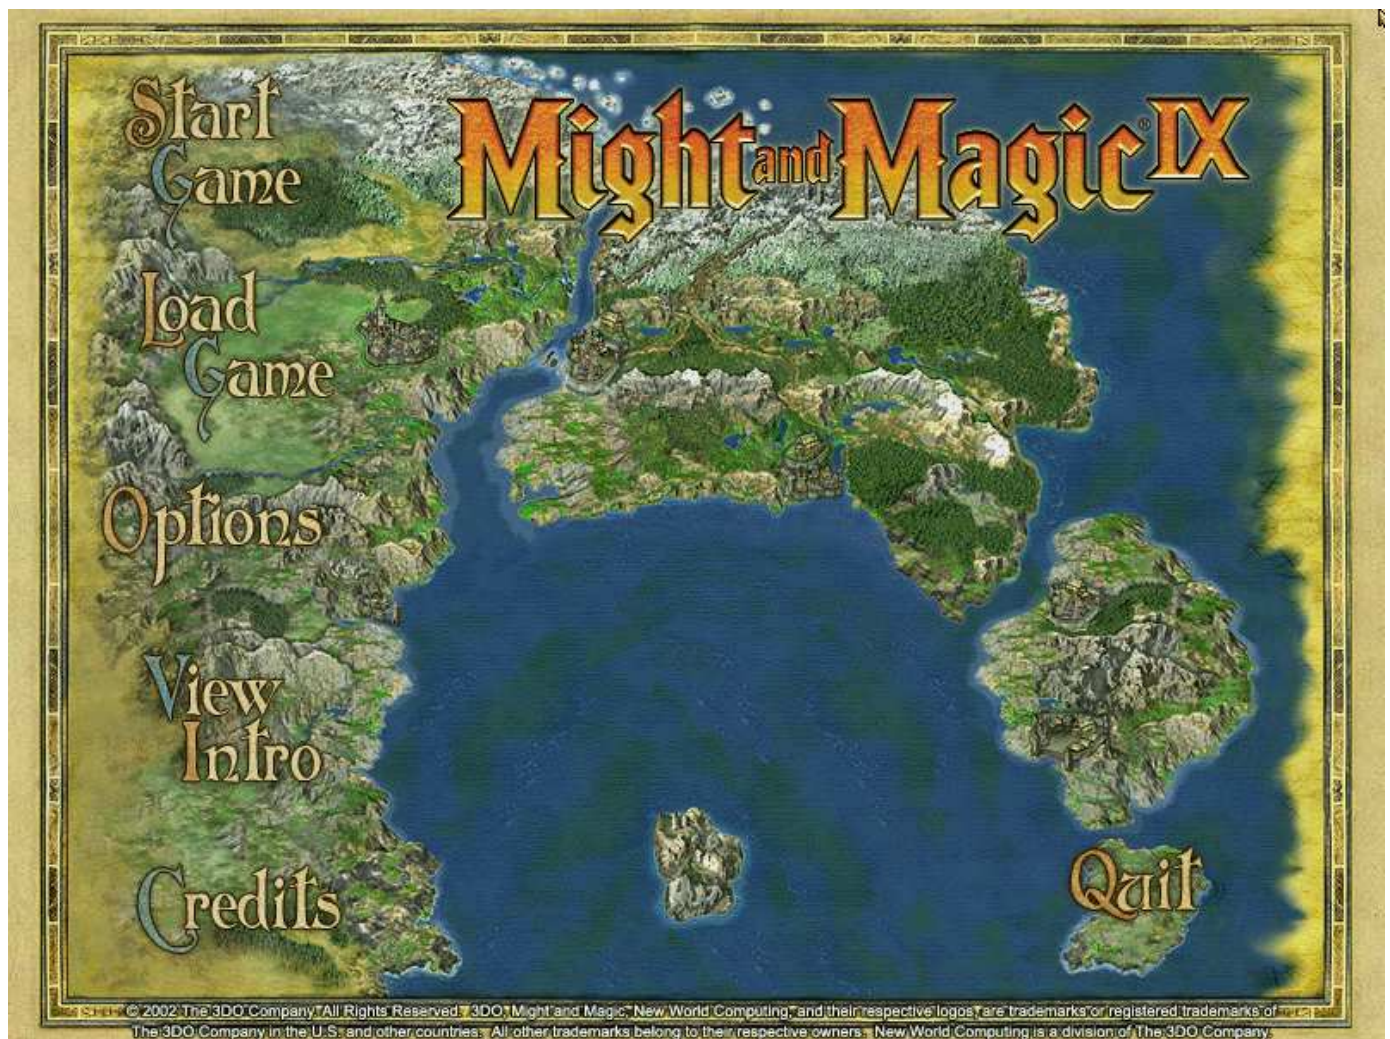 Might and Magic® IX
Start
Game
Load
Game
Options
View
Intro
Credits
Quit
© 2002 The 3DO Company. All Rights Reserved. 3DO, Might and Magic, New World Computing, and their respective logos, are trademarks or registered trademarks of
The 3DO Company in the U.S. and other countries. All other trademarks belong to their respective owners. New World Computing is a division of The 3DO Company.